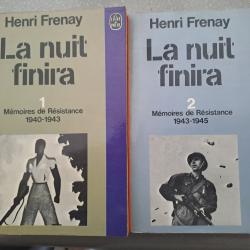 Henri Frenay
La nuit
finira
1
Mémoires de Résistance
1940-1943
Henri Frenay
La nuit
finira
2
Mémoires de Résistance
1943-1945